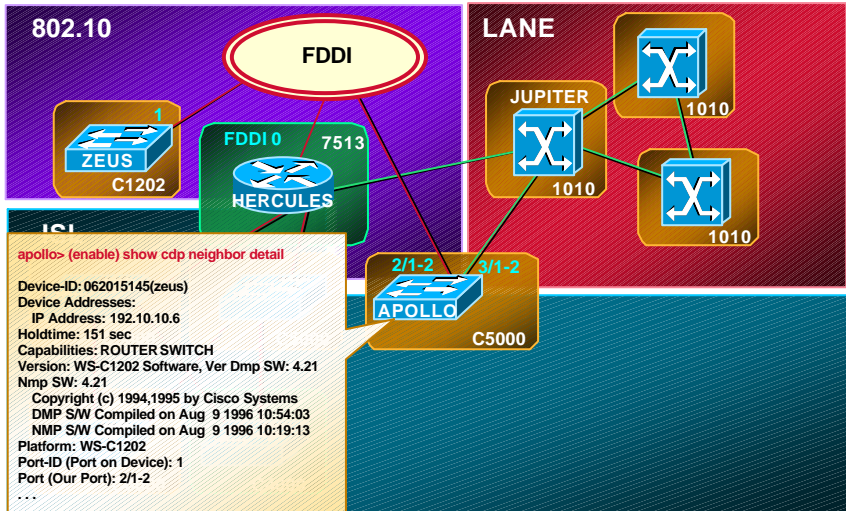 802.10
FDDI
LANE
1
ZEUS
C1202
FDDI 0
7513
HERCULES
JUPITER
1010
1010
1010
2/1-2
3/1-2
APOLLO
C5000
apollo> (enable) show cdp neighbor detail
Device-ID: 062015145(zeus)
Device Addresses:
IP Address: 192.10.10.6
Holdtime: 151 sec
Capabilities: ROUTER SWITCH
Version: WS-C1202 Software, Ver Dmp SW: 4.21
Nmp SW: 4.21
Copyright (c) 1994,1995 by Cisco Systems
DMP S/W Compiled on Aug 9 1996 10:54:03
NMP S/W Compiled on Aug 9 1996 10:19:13
Platform: WS-C1202
Port-ID (Port on Device): 1
Port (Our Port): 2/1-2
. . .